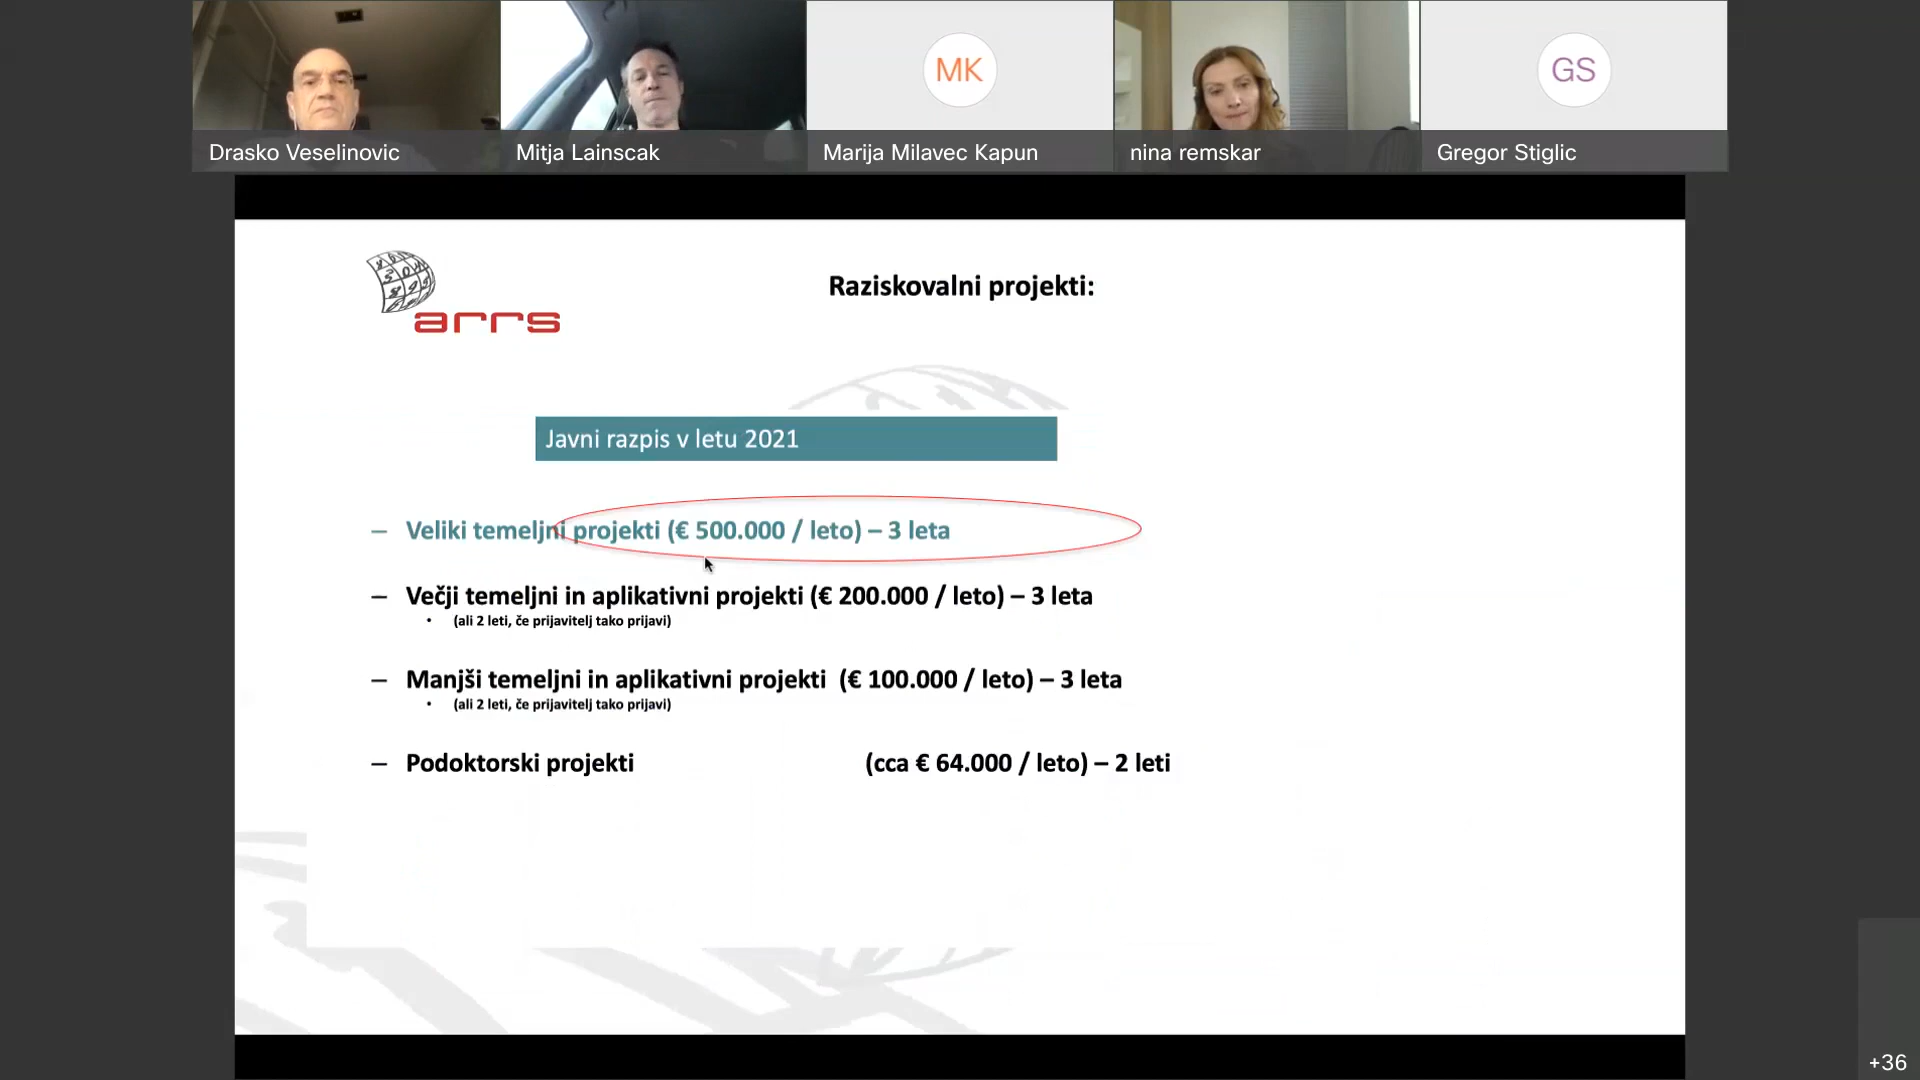 Drasko Veselinovic
Mitja Lainscak
MK
Marija Milavec Kapun
nina remskar
GS
Gregor Stiglic
arrs
Raziskovalni projekti:
Javni razpis v letu 2021
– Veliki temeljni projekti (€ 500.000 / leto) – 3 leta
– Večji temeljni in aplikativni projekti (€ 200.000 / leto) – 3 leta
• (ali 2 leti, če prijavitelj tako prijavi)
– Manjši temeljni in aplikativni projekti (€ 100.000 / leto) – 3 leta
• (ali 2 leti, če prijavitelj tako prijavi)
– Podoktorski projekti (cca € 64.000 / leto) – 2 leti
+36